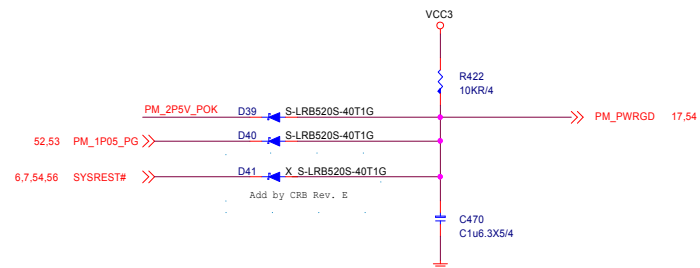 VCC3
R422
10KR/4
PM_2P5V_POK D39 S-LRB520S-40T1G
PM_PWRGD 17,54
52,53 PM_1P05_PG D40 S-LRB520S-40T1G
6,7,54,56 SYSREST# D41 X_S-LRB520S-40T1G
Add by CRB Rev. E
C470
C1u6.3X5/4